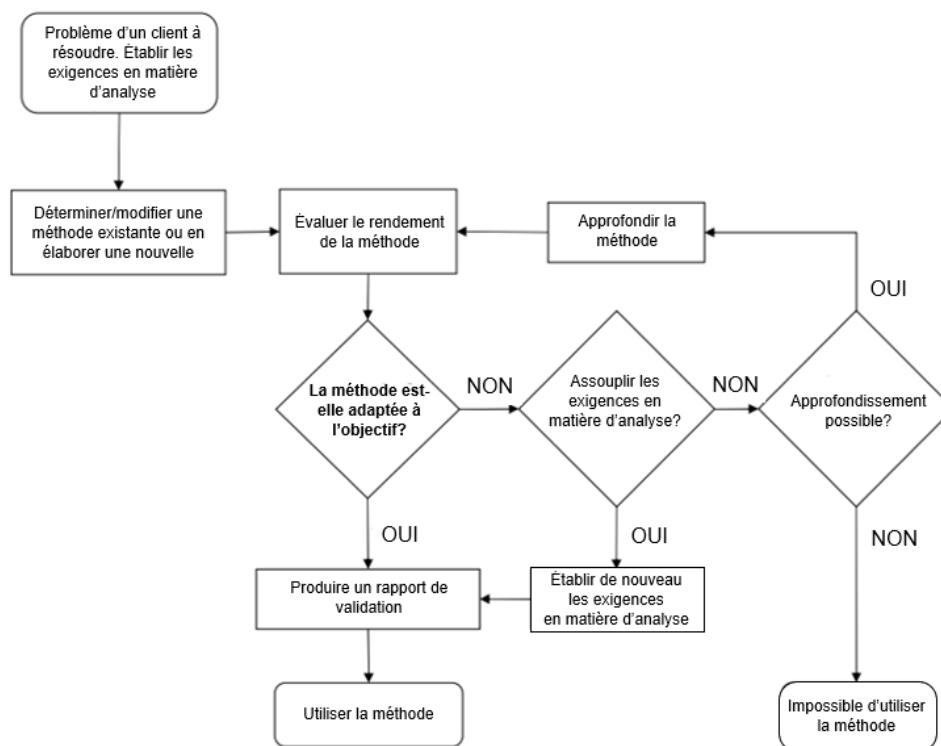 Problème d'un client à
résoudre. Établir les
exigences en matière
d'analyse
Déterminer/modifier une
méthode existante ou en
élaborer une nouvelle
Évaluer le rendement
de la méthode
Approfondir la
méthode
OUI
La méthode est-
elle adaptée à
l'objectif?
NON
Assouplir les
exigences en
matière d'analyse?
NON
Approfondissement
possible?
OUI
OUI
NON
Produire un rapport de
validation
Établir de nouveau
les exigences
en matière d'analyse
Utiliser la méthode
Impossible d'utiliser
la méthode